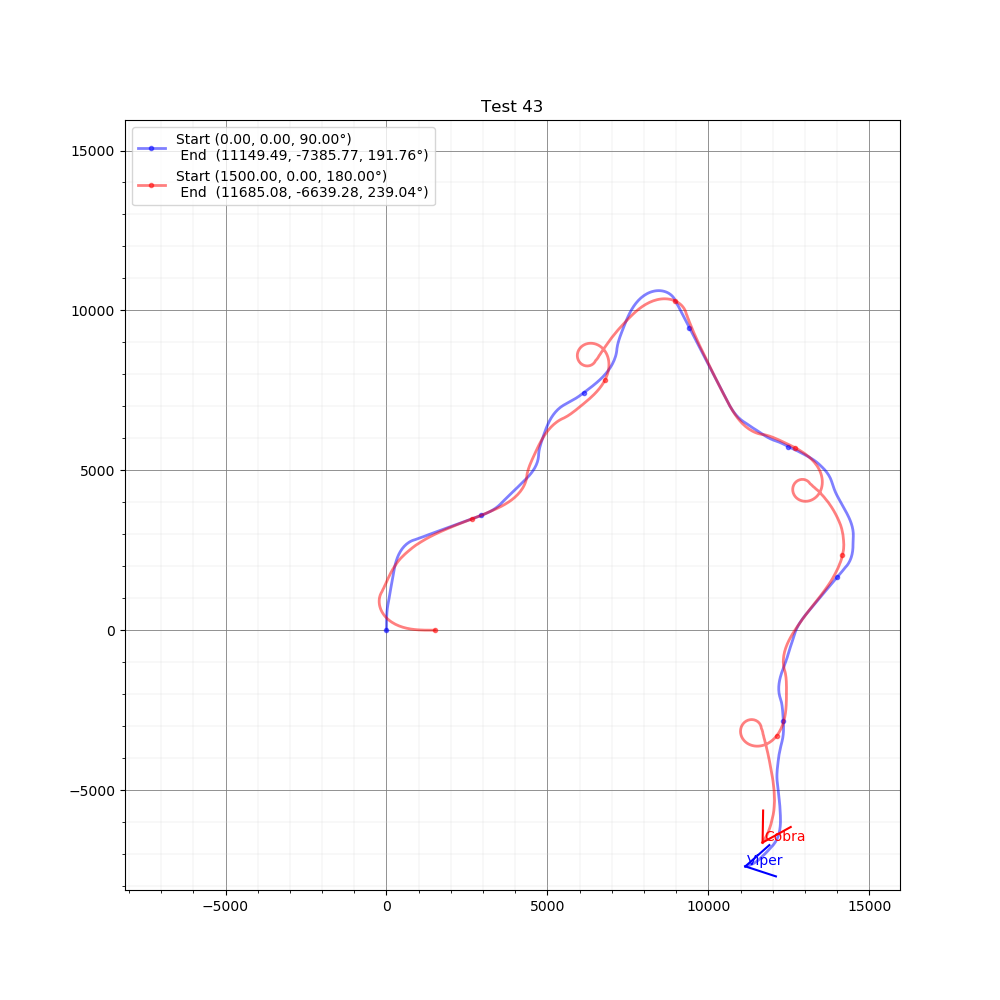 Test 43
Start (0.00, 0.00, 90.00°)
End (11149.49, -7385.77, 191.76°)
Start (1500.00, 0.00, 180.00°)
End (11685.08, -6639.28, 239.04°)
15000
10000
5000
0
−5000
Cobra
Viper
−5000 0 5000 10000 15000